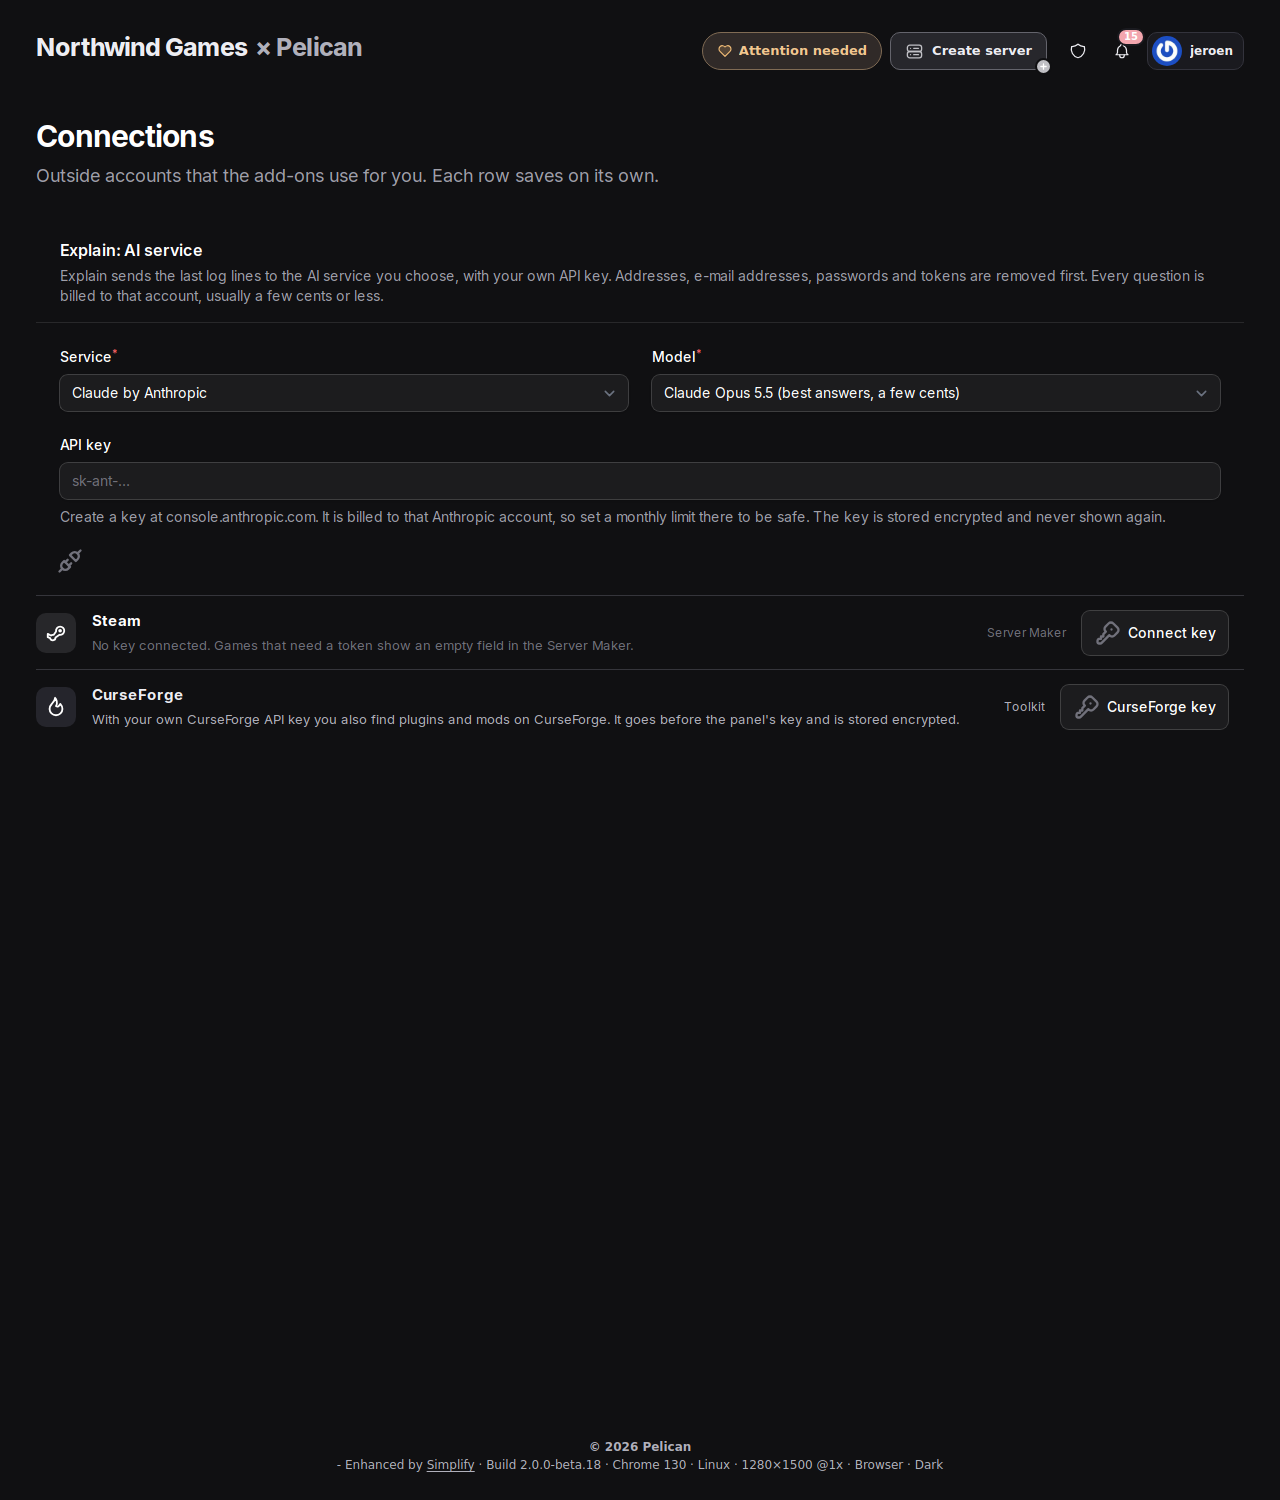 Northwind Games × Pelican
Attention needed
Create server
15
jeroen
Connections
Outside accounts that the add-ons use for you. Each row saves on its own.
Explain: AI service
Explain sends the last log lines to the AI service you choose, with your own API key. Addresses, e-mail addresses, passwords and tokens are removed first. Every question is
billed to that account, usually a few cents or less.
Service*
Model*
Claude by Anthropic
Claude Opus 5.5 (best answers, a few cents)
API key
sk-ant-...
Create a key at console.anthropic.com. It is billed to that Anthropic account, so set a monthly limit there to be safe. The key is stored encrypted and never shown again.
Steam
No key connected. Games that need a token show an empty field in the Server Maker.
Server Maker
Connect key
CurseForge
With your own CurseForge API key you also find plugins and mods on CurseForge. It goes before the panel's key and is stored encrypted.
Toolkit
CurseForge key
© 2026 Pelican
- Enhanced by Simplify · Build 2.0.0-beta.18 · Chrome 130 · Linux · 1280×1500 @1x · Browser · Dark